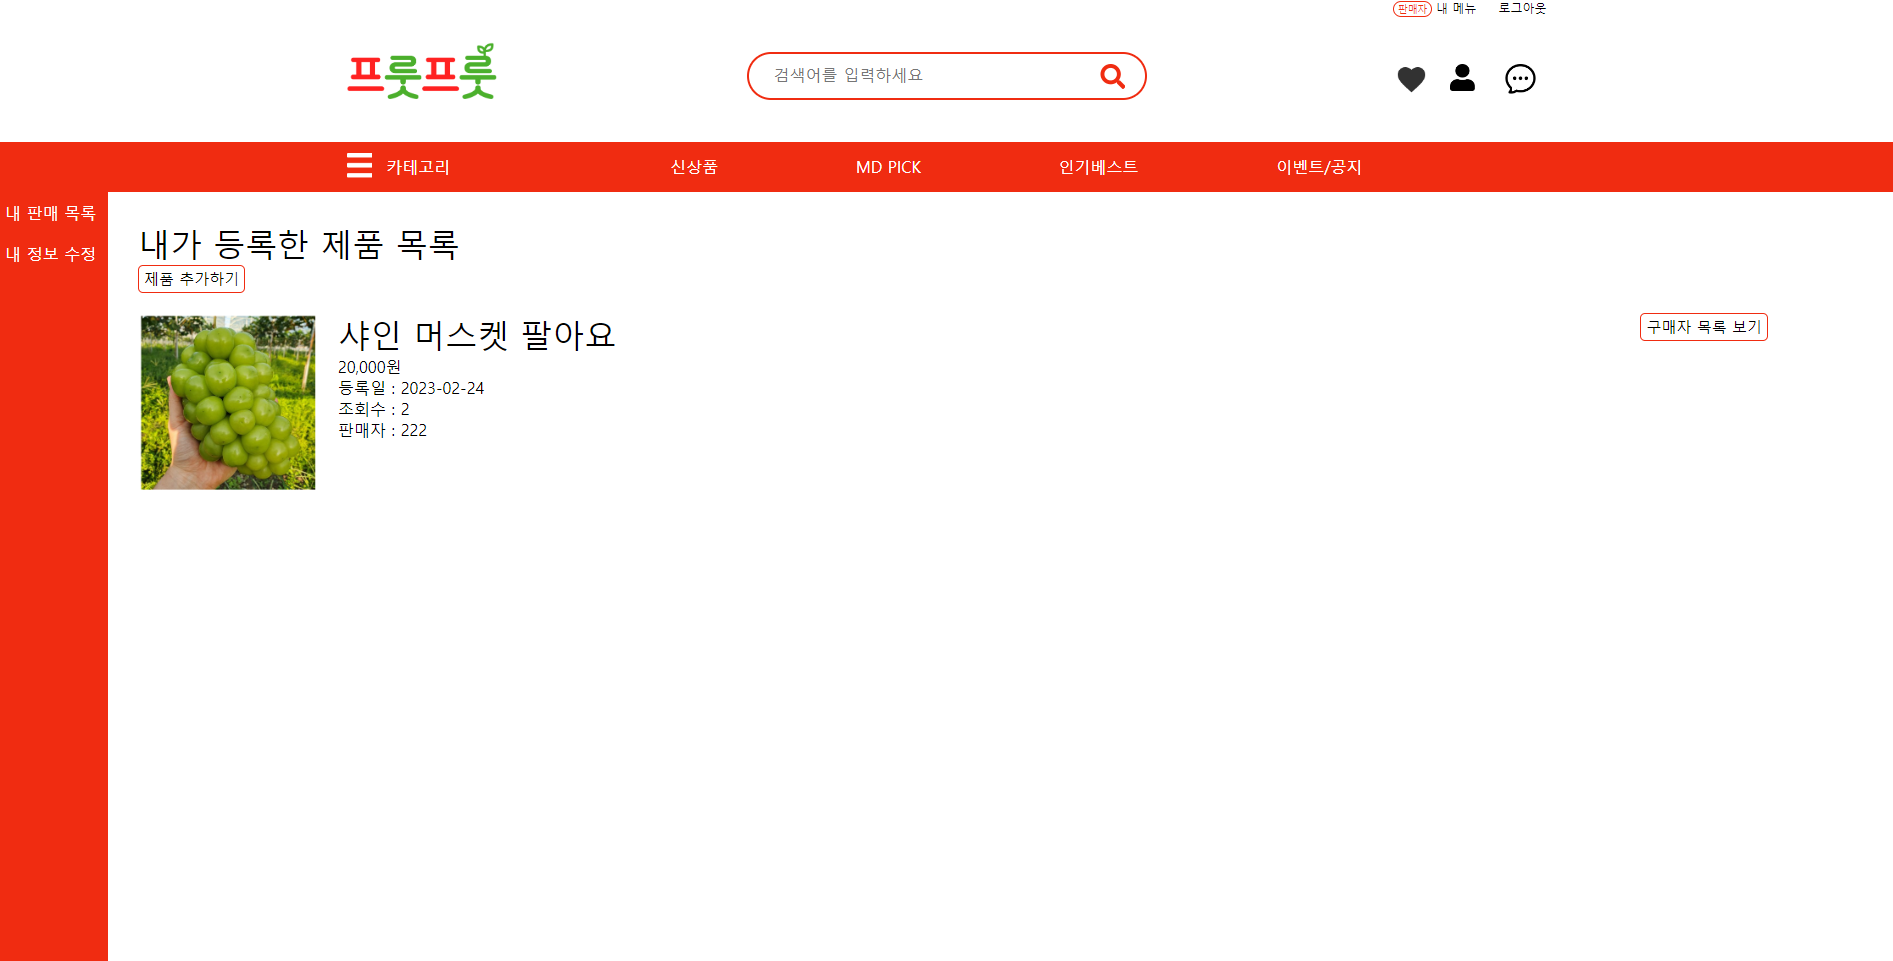 판매자 내 메뉴 로그아웃
프룻프룻
검색어를 입력하세요
카테고리 신상품 MD PICK 인기베스트 이벤트/공지
내 판매 목록
내 정보 수정
내가 등록한 제품 목록
제품 추가하기
샤인 머스켓 팔아요
구매자 목록 보기
20,000원
등록일 : 2023-02-24
조회수 : 2
판매자 : 222